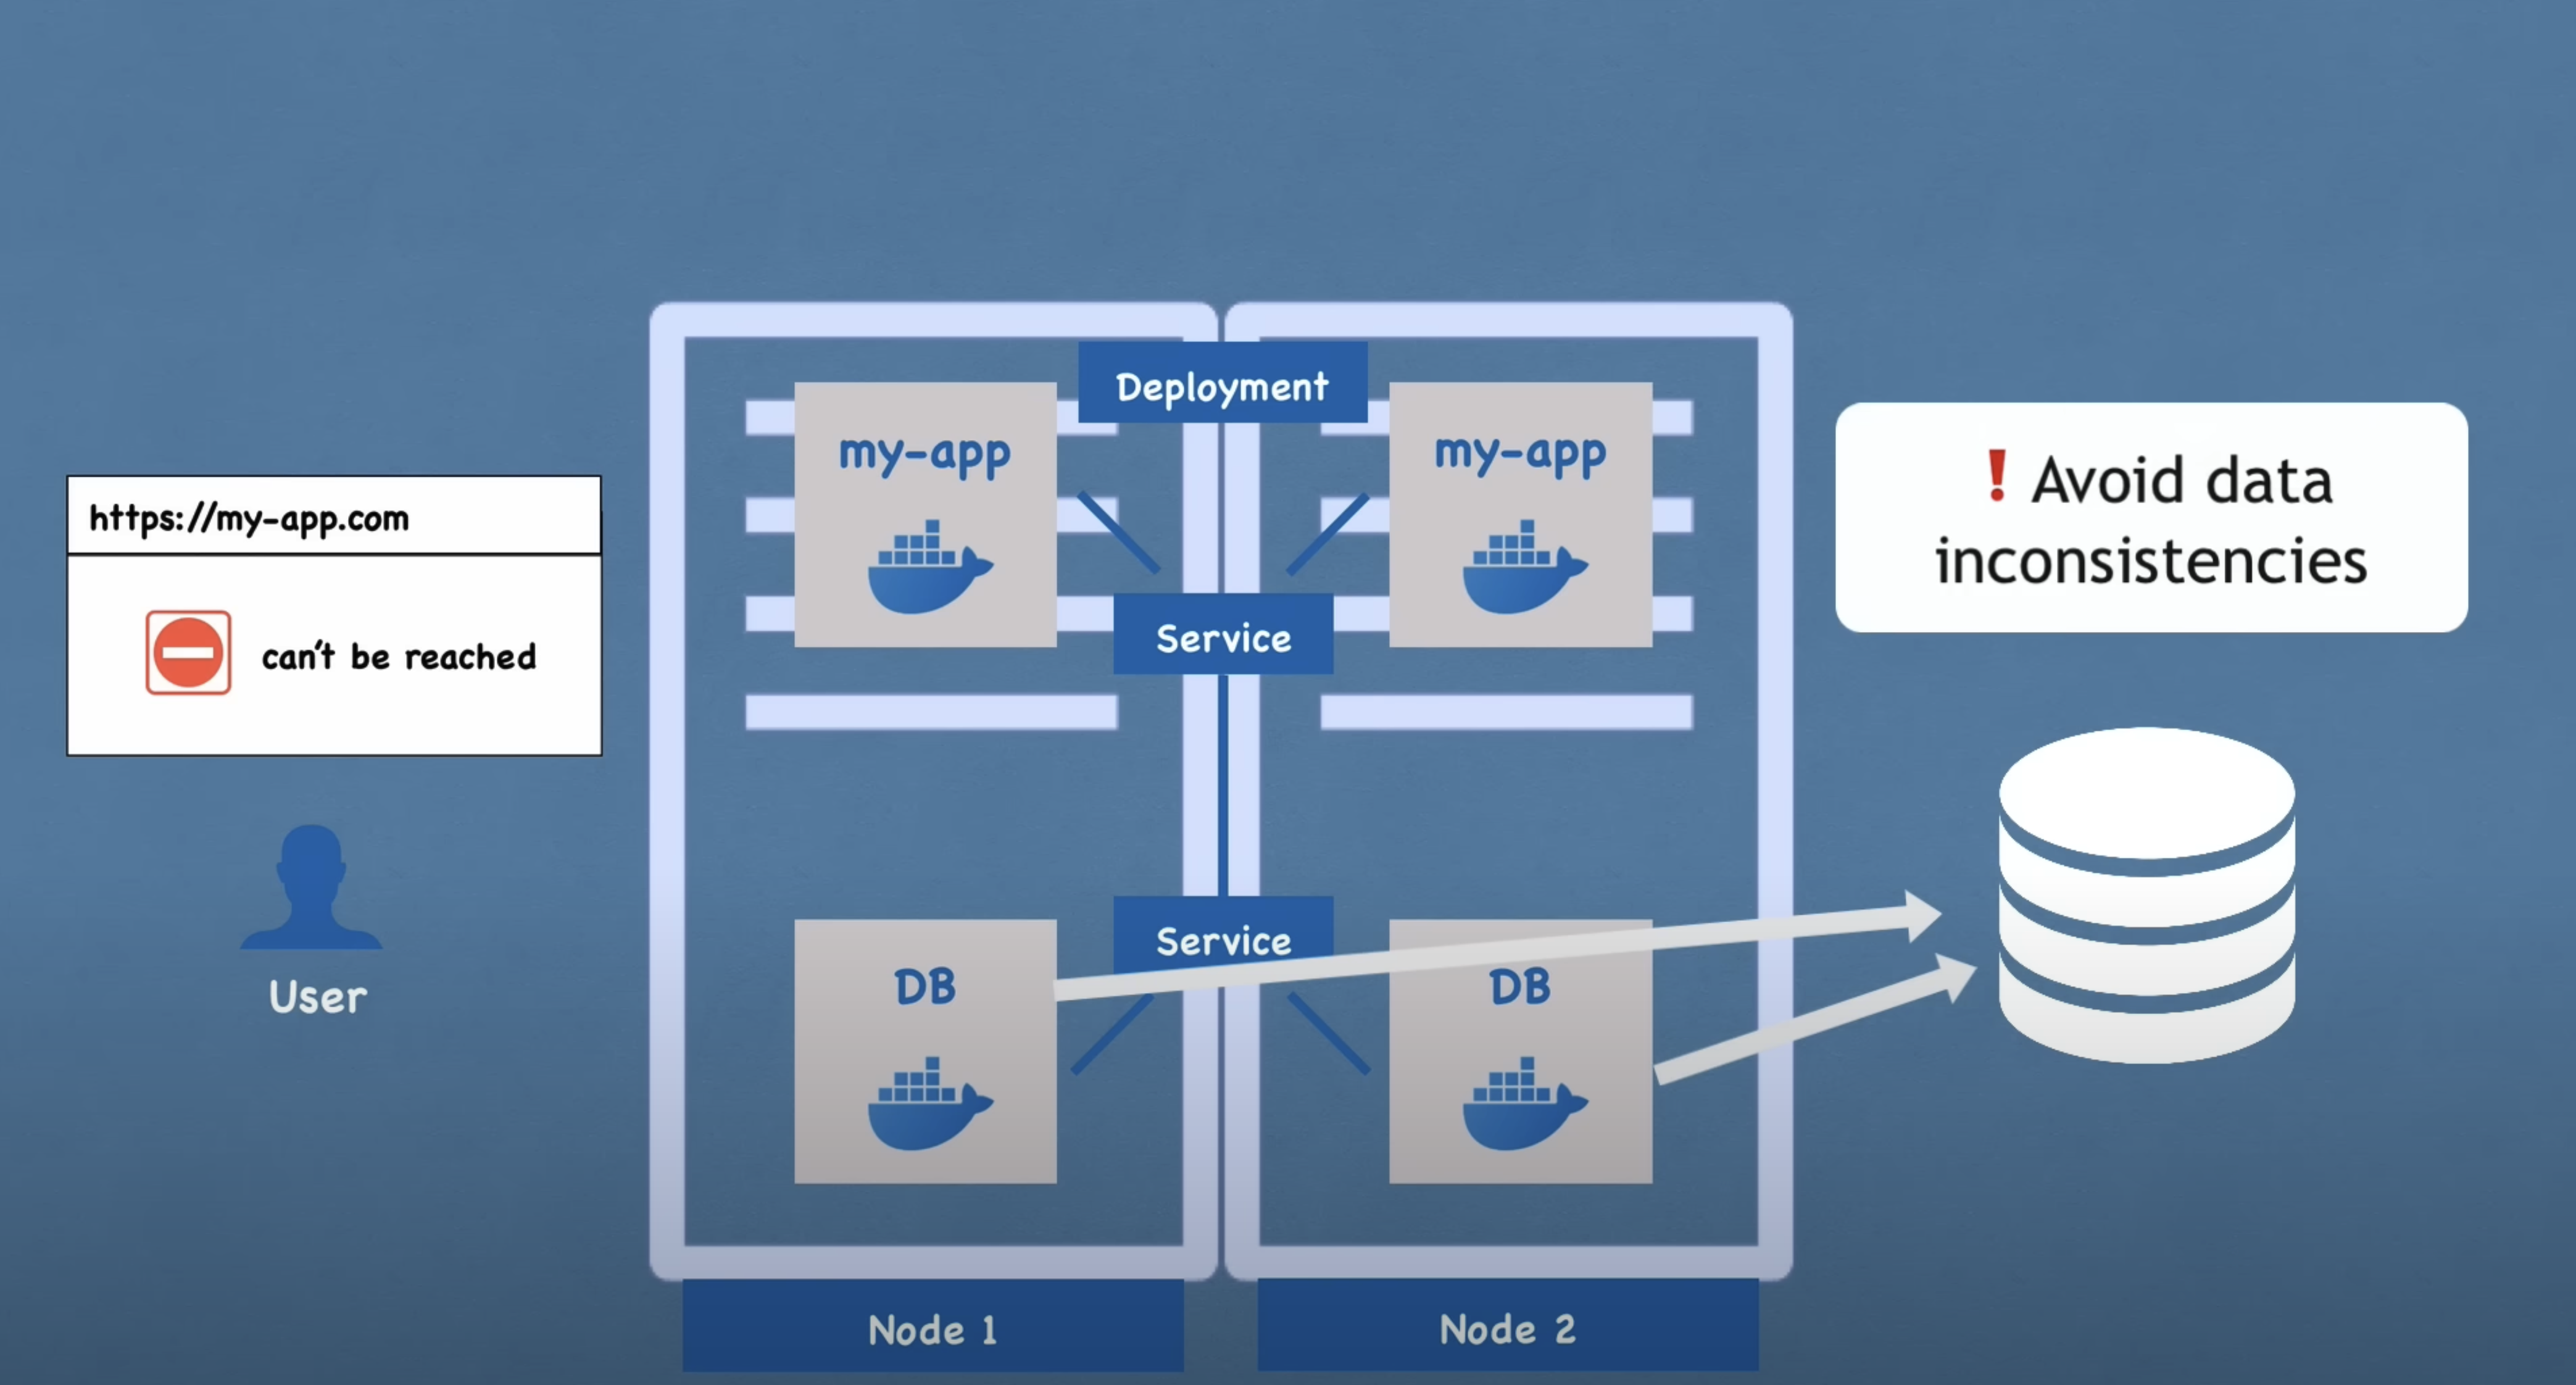 https://my-app.com
can't be reached
User
Deployment
my-app
my-app
Service
Service
DB
DB
Node 1
Node 2
! Avoid data
inconsistencies